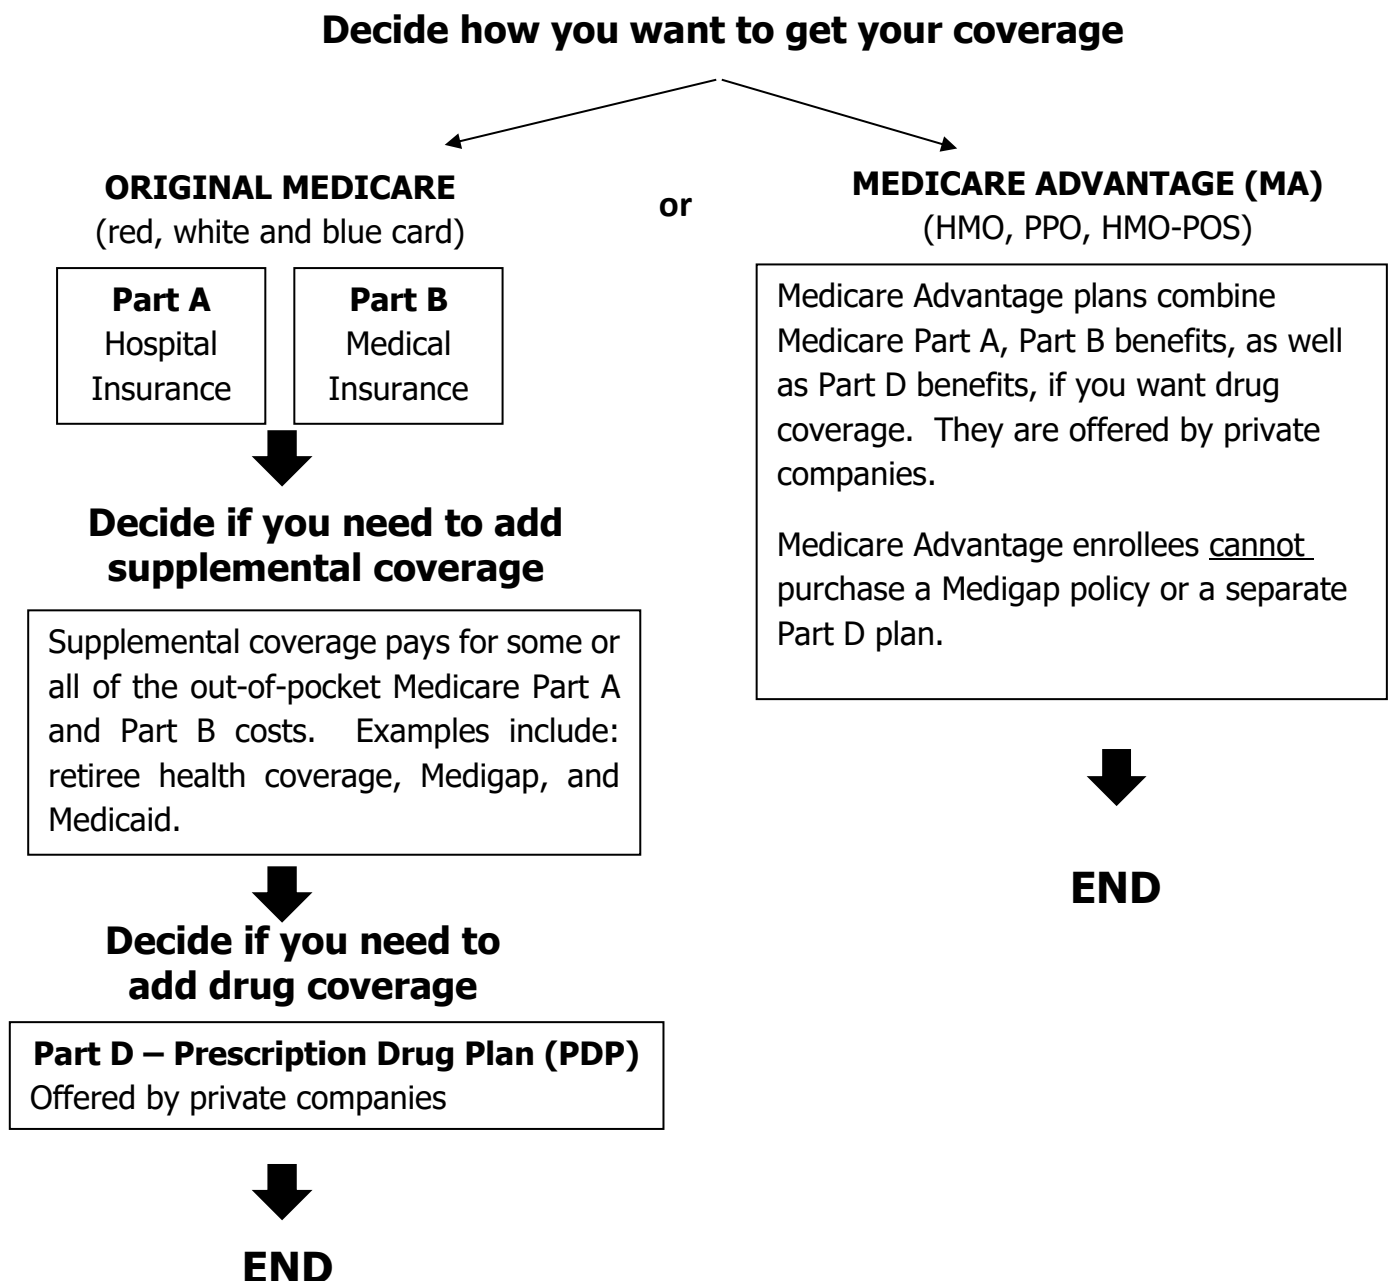 Decide how you want to get your coverage
ORIGINAL MEDICARE
(red, white and blue card)
Part A
Hospital
Insurance
Part B
Medical
Insurance
Decide if you need to add
supplemental coverage
Supplemental coverage pays for some or
all of the out-of-pocket Medicare Part A
and Part B costs. Examples include:
retiree health coverage, Medigap, and
Medicaid.
Decide if you need to
add drug coverage
Part D – Prescription Drug Plan (PDP)
Offered by private companies
END
or
MEDICARE ADVANTAGE (MA)
(HMO, PPO, HMO-POS)
Medicare Advantage plans combine
Medicare Part A, Part B benefits, as well
as Part D benefits, if you want drug
coverage. They are offered by private
companies.
Medicare Advantage enrollees cannot
purchase a Medigap policy or a separate
Part D plan.
END